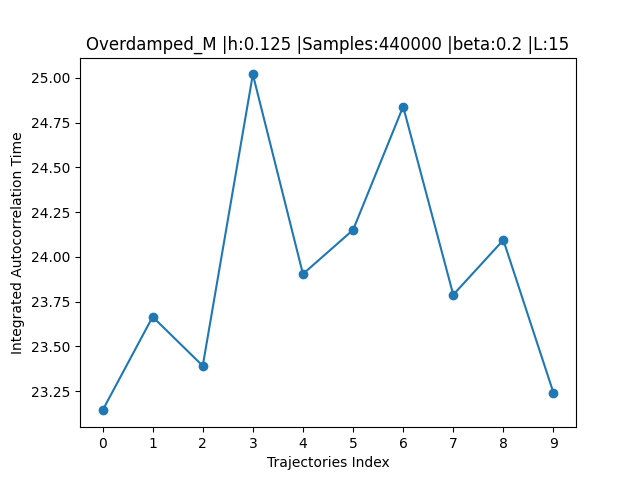 Overdamped_M |h:0.125 |Samples:440000 |beta:0.2 |L:15
Integrated Autocorrelation Time
25.00
24.75
24.50
24.25
24.00
23.75
23.50
23.25
0 1 2 3 4 5 6 7 8 9
Trajectories Index